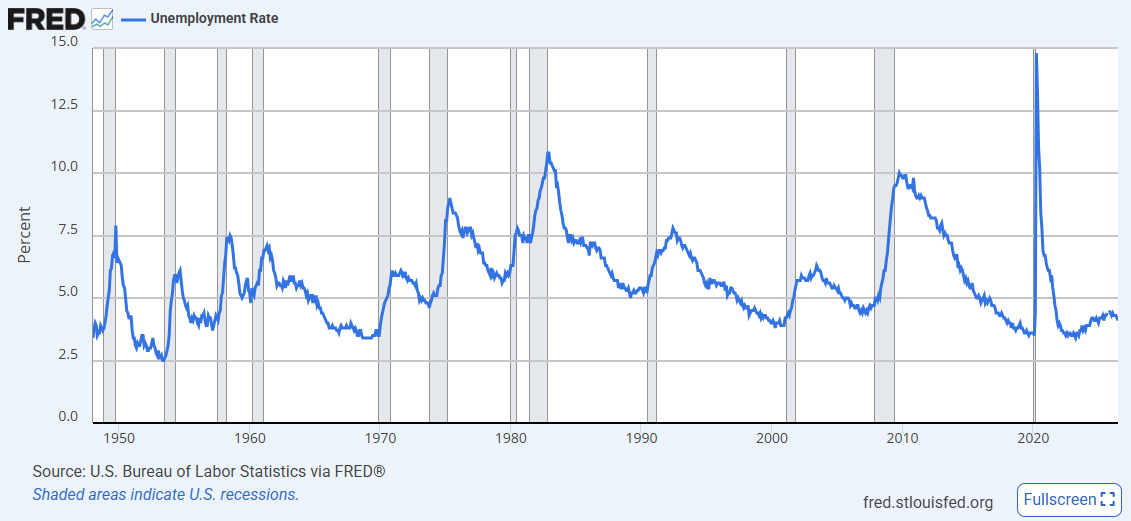 FRED Unemployment Rate
15.0
12.5
10.0
7.5
5.0
2.5
0.0
Percent
1950 1960 1970 1980 1990 2000 2010 2020
Source: U.S. Bureau of Labor Statistics via FRED®
Shaded areas indicate U.S. recessions.
fred.stlouisfed.org
Fullscreen